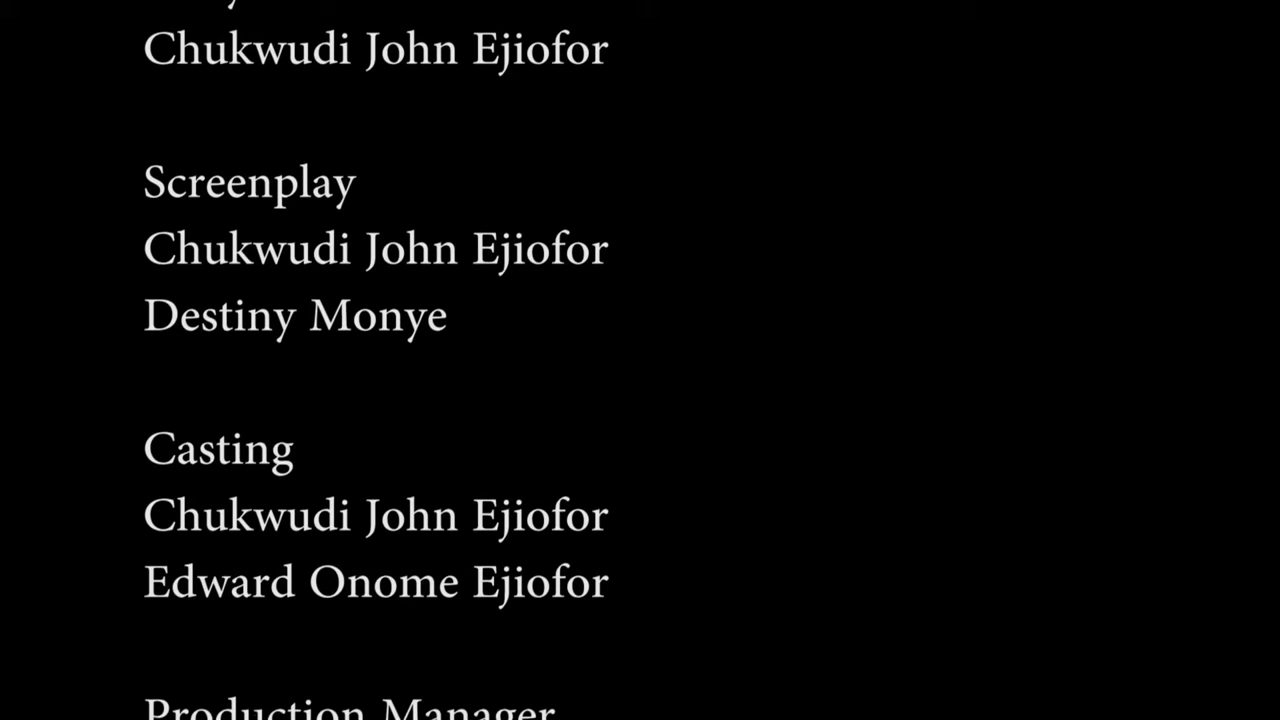 Chukwudi John Ejiofor
Screenplay
Chukwudi John Ejiofor
Destiny Monye
Casting
Chukwudi John Ejiofor
Edward Onome Ejiofor
Production Manager